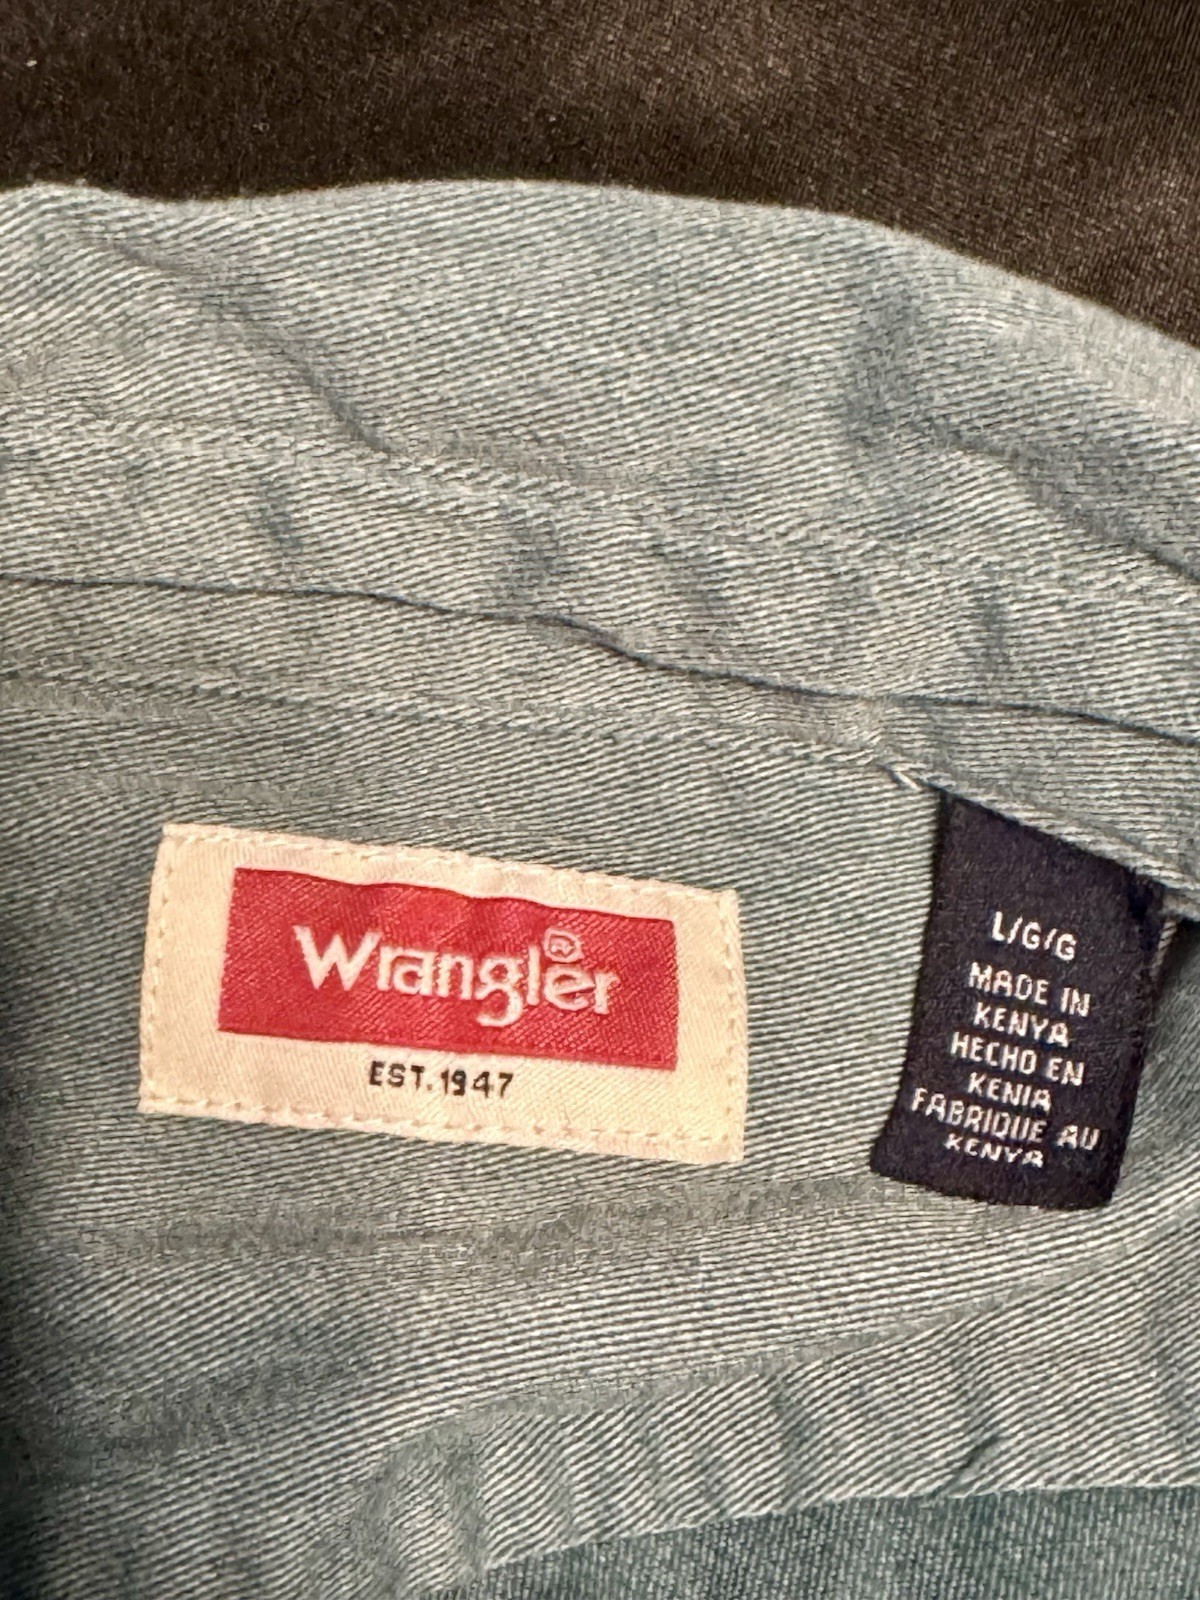 Wrangler®
EST. 1947
L/G/G
MADE IN
KENYA
HECHO EN
KENIA
FABRIQUE AU
KENYA